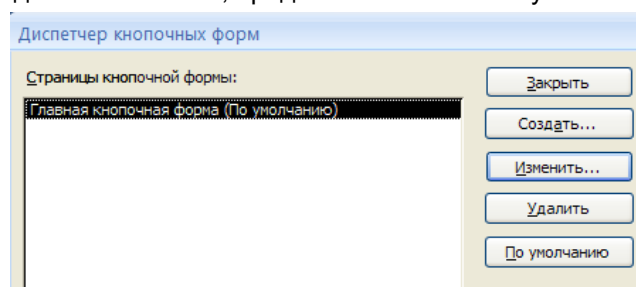 Диспетчер кнопочных форм
Страницы кнопочной формы:
Главная кнопочная форма (По умолчанию)
Закрыть
Создать...
Изменить...
Удалить
По умолчанию